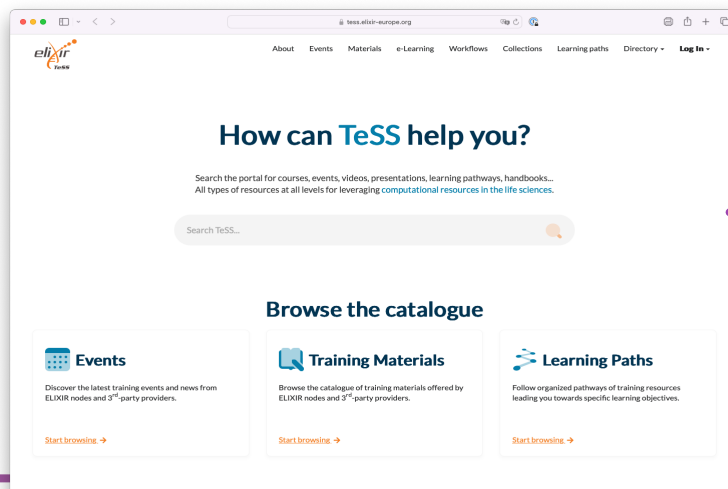 tess.elixir-europe.org
elixir
TeSS
About Events Materials e-Learning Workflows Collections Learning paths Directory Log In
How can TeSS help you?
Search the portal for courses, events, videos, presentations, learning pathways, handbooks...
All types of resources at all levels for leveraging computational resources in the life sciences.
Search TeSS...
Browse the catalogue
Events
Discover the latest training events and news from
ELIXIR nodes and 3rd-party providers.
Start browsing →
Training Materials
Browse the catalogue of training materials offered by
ELIXIR nodes and 3rd-party providers.
Start browsing →
Learning Paths
Follow organized pathways of training resources
leading you towards specific learning objectives.
Start browsing →